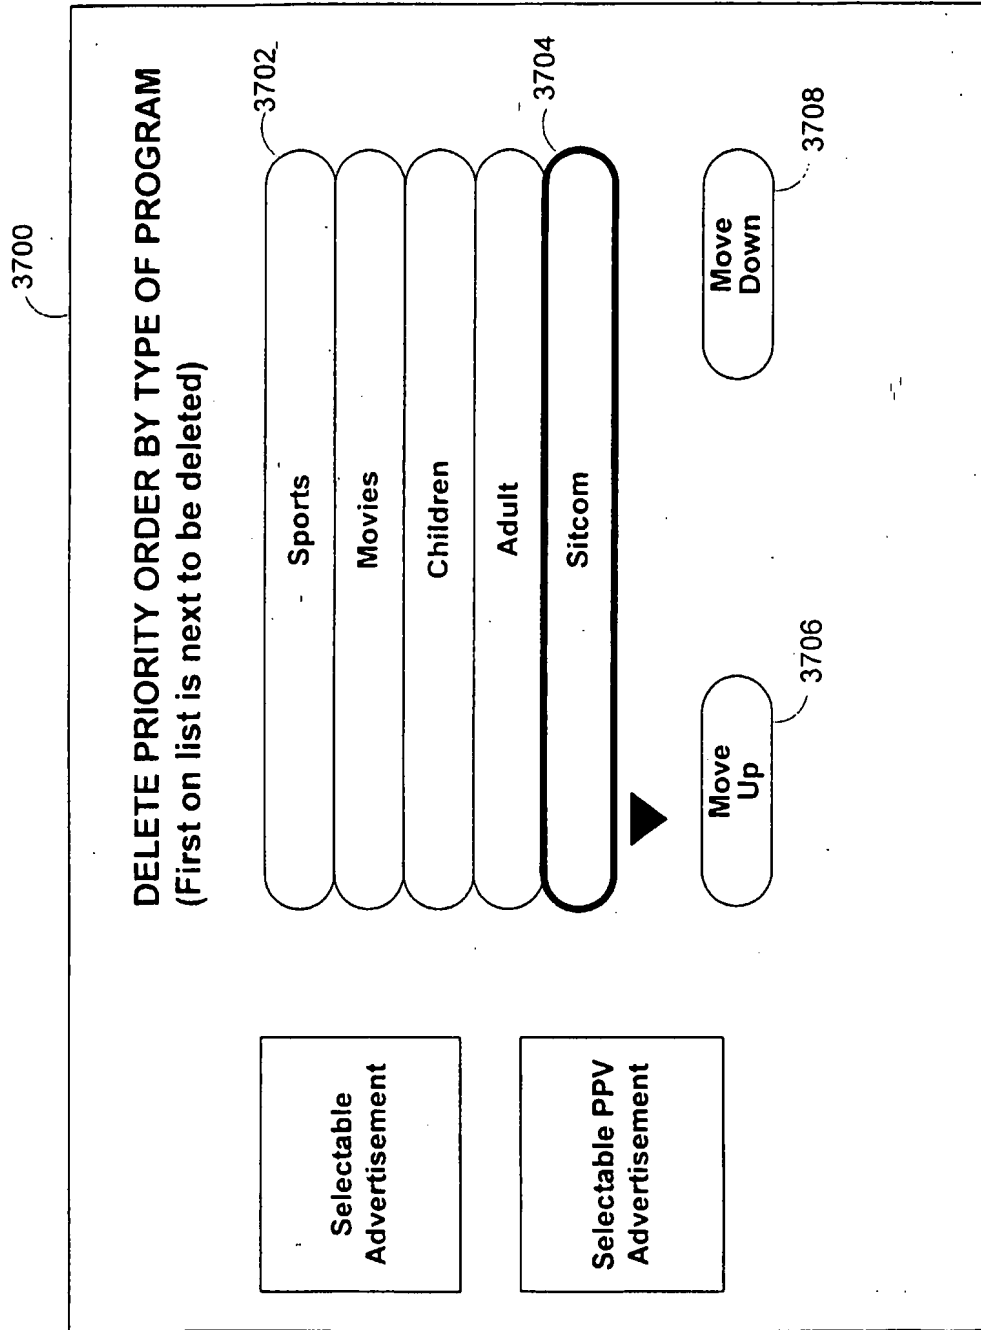 3700
DELETE PRIORITY ORDER BY TYPE OF PROGRAM
(First on list is next to be deleted)
3702
Selectable
Advertisement
Sports
Movies
Children
Adult
3704
Selectable PPV
Advertisement
Sitcom
Move
Up
3706
Move
Down
3708